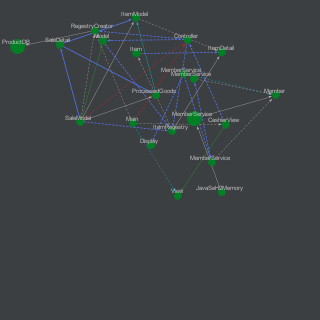 ItemModel
RegistryCreator
Model
Controller
ProductDB
SaleDetail
Item
ItemDetail
MemberService
MemberService
ProcessedGoods
Member
SaleModel
Main
MemberService
CashierView
ItemRegistry
Display
MemberService
View